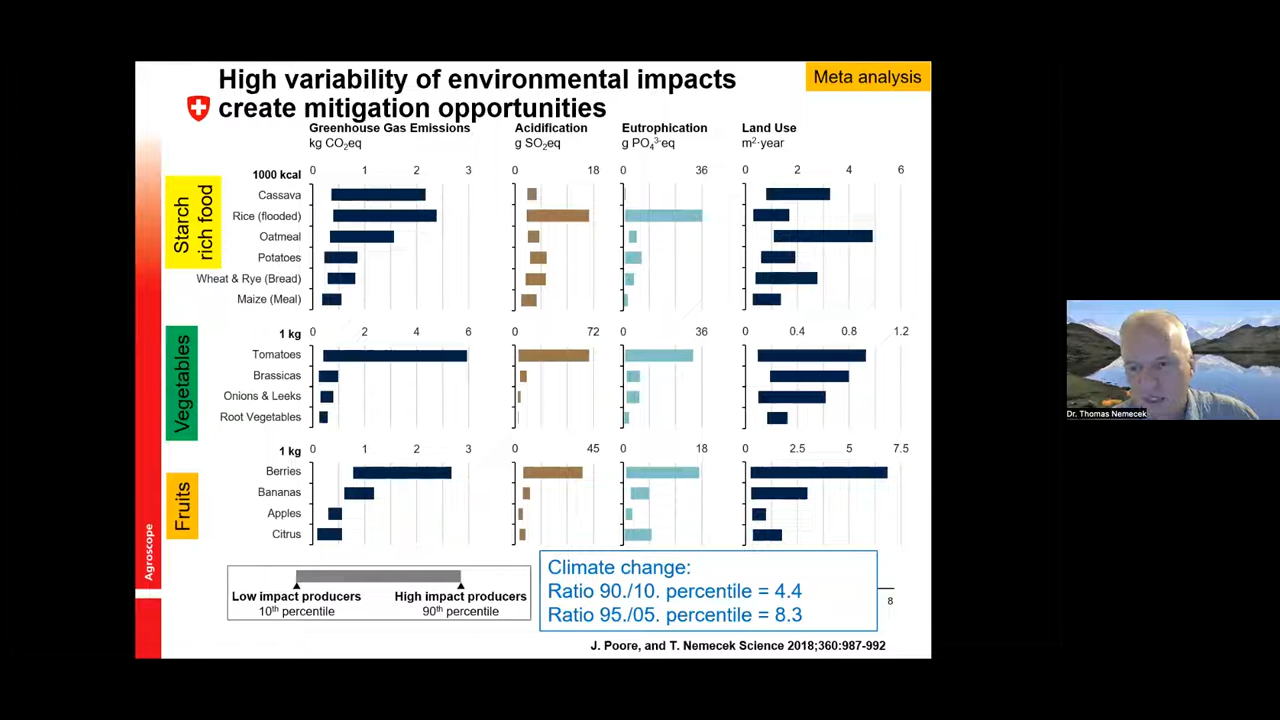 High variability of environmental impacts
create mitigation opportunities
Meta analysis
Greenhouse Gas Emissions
kg CO₂eq
Acidification
g SO₂eq
Eutrophication
g PO₄³⁻eq
Land Use
m²·year
Starch
rich food
1000 kcal
0 1 2 3
0 18
0 36
0 2 4 6
Cassava
Rice (flooded)
Oatmeal
Potatoes
Wheat & Rye (Bread)
Maize (Meal)
Vegetables
1 kg
0 2 4 6
0 72
0 36
0 0.4 0.8 1.2
Tomatoes
Brassicas
Onions & Leeks
Root Vegetables
Fruits
1 kg
0 1 2 3
0 45
0 18
0 2.5 5 7.5
Berries
Bananas
Apples
Citrus
Agroscope
Low impact producers
10th percentile
High impact producers
90th percentile
Climate change:
Ratio 90./10. percentile = 4.4
Ratio 95./05. percentile = 8.3
8
J. Poore, and T. Nemecek Science 2018;360:987-992
Dr. Thomas Nemecek